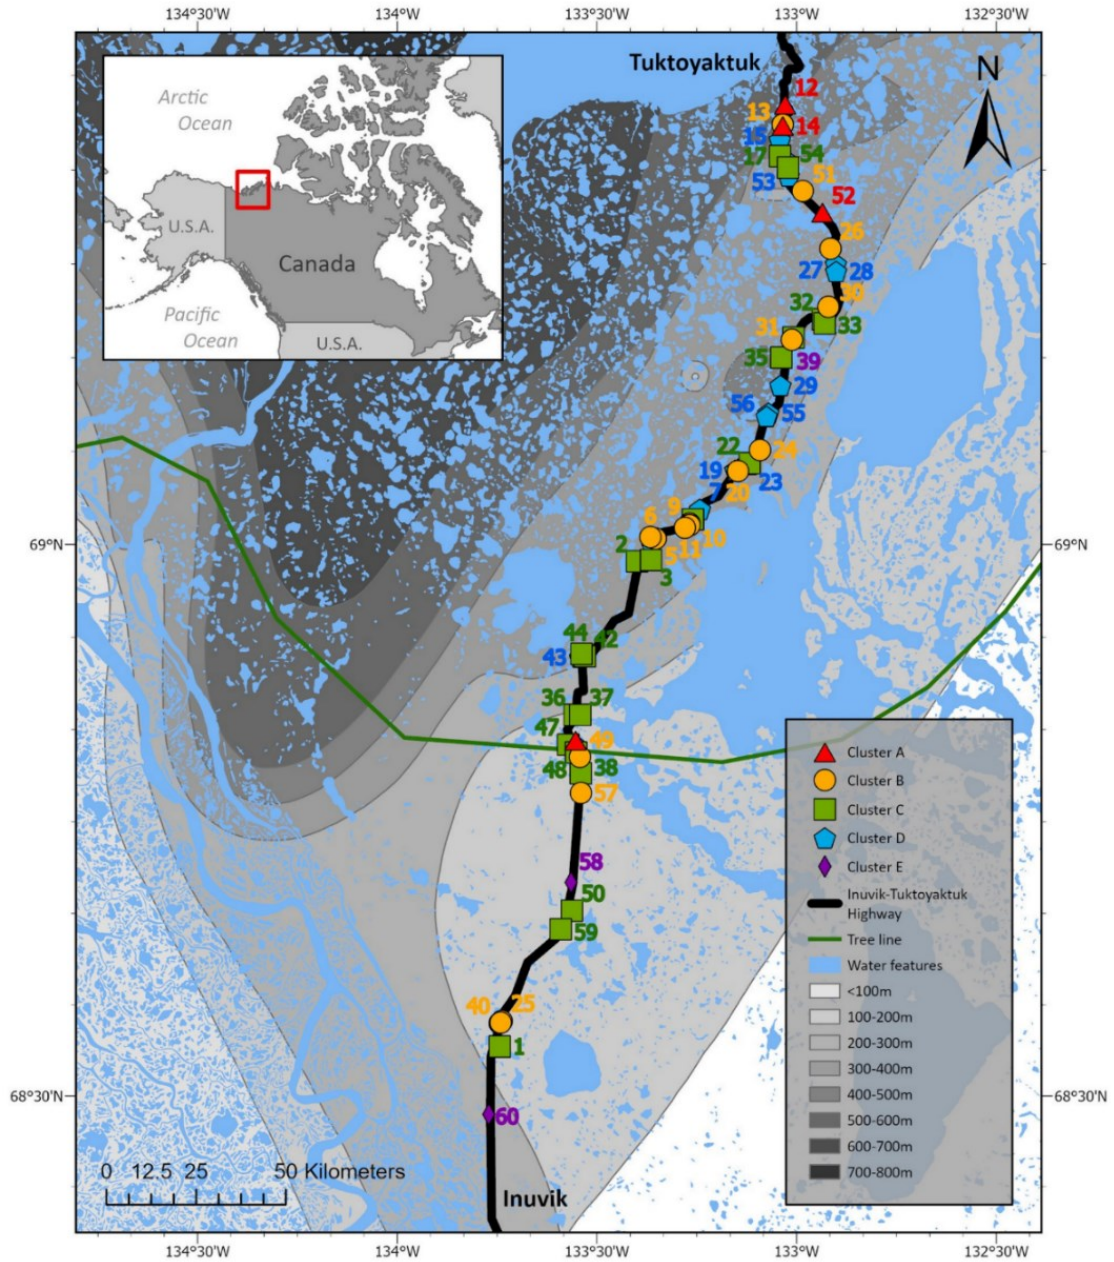 134°30'W 134°W 133°30'W 133°W 132°30'W
Tuktoyaktuk
N
Arctic
Ocean
U.S.A.
Canada
Pacific
Ocean
U.S.A.
12
13
14
15
17
54
53
51
52
26
27
28
30
32
33
31
35
39
29
56
55
22
24
19
23
7
20
9
6
10
11
5
2
3
69°N
69°N
44
42
43
36
37
47
49
48
38
57
58
50
59
40
25
1
60
Cluster A
Cluster B
Cluster C
Cluster D
Cluster E
Inuvik-Tuktoyaktuk
Highway
Tree line
Water features
<100m
100-200m
200-300m
300-400m
400-500m
500-600m
600-700m
700-800m
68°30'N
68°30'N
0 12.5 25 50 Kilometers
Inuvik
134°30'W 134°W 133°30'W 133°W 132°30'W